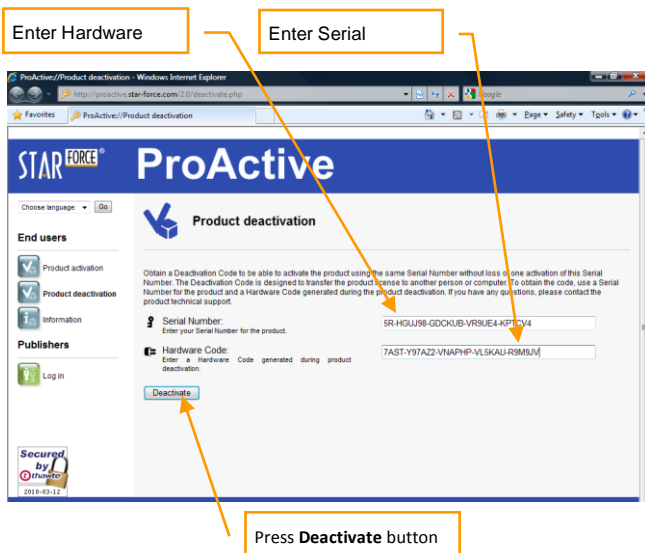 Enter Hardware
Enter Serial
ProActive://Product deactivation - Windows Internet Explorer
http://proactive.star-force.com/2.0/deactivate.php
Google
Favorites
ProActive://Product deactivation
Page Safety Tools
STAR FORCE®
ProActive
Choose language:
Go
Product deactivation
End users
Product activation
Product deactivation
Information
Publishers
Log in
Obtain a Deactivation Code to be able to activate the product using the same Serial Number without loss of one activation of this Serial
Number. The Deactivation Code is designed to transfer the product license to another person or computer. To obtain the code, use a Serial
Number for the product and a Hardware Code generated during the product deactivation. If you have any questions, please contact the
product technical support.
Serial Number:
Enter your Serial Number for the product.
5R-HGUJ98-GDCKUB-VR9UE4-KPTCV4
Hardware Code:
Enter a Hardware Code generated during product
deactivation.
7AST-Y97AZ2-VNAPHP-VL5KAU-R9M9JV
Deactivate
Secured
by
thawte
2010-03-12
Press Deactivate button